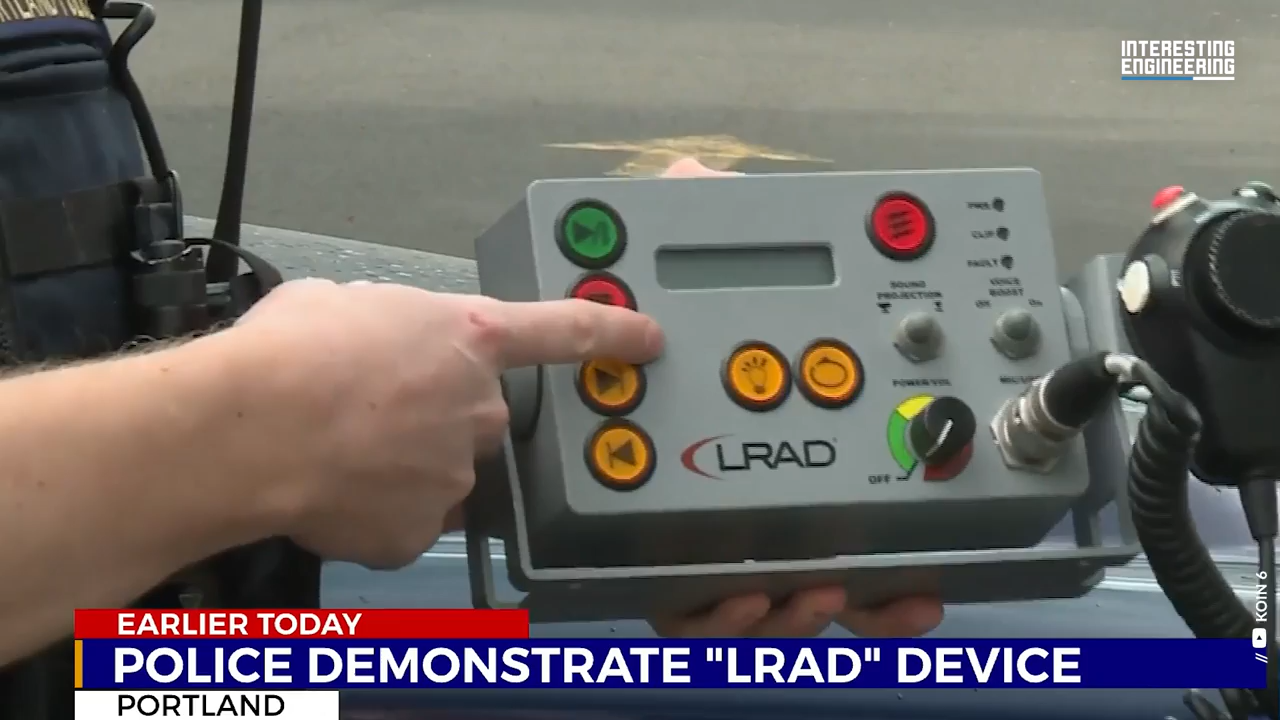 INTERESTING
ENGINEERING
PWR
CLIP
FAULT
SOUND
PROJECTION
VOICE
BOOST
Off
On
POWER/VOL
OFF
LRAD
// KOIN 6
EARLIER TODAY
POLICE DEMONSTRATE "LRAD" DEVICE
PORTLAND